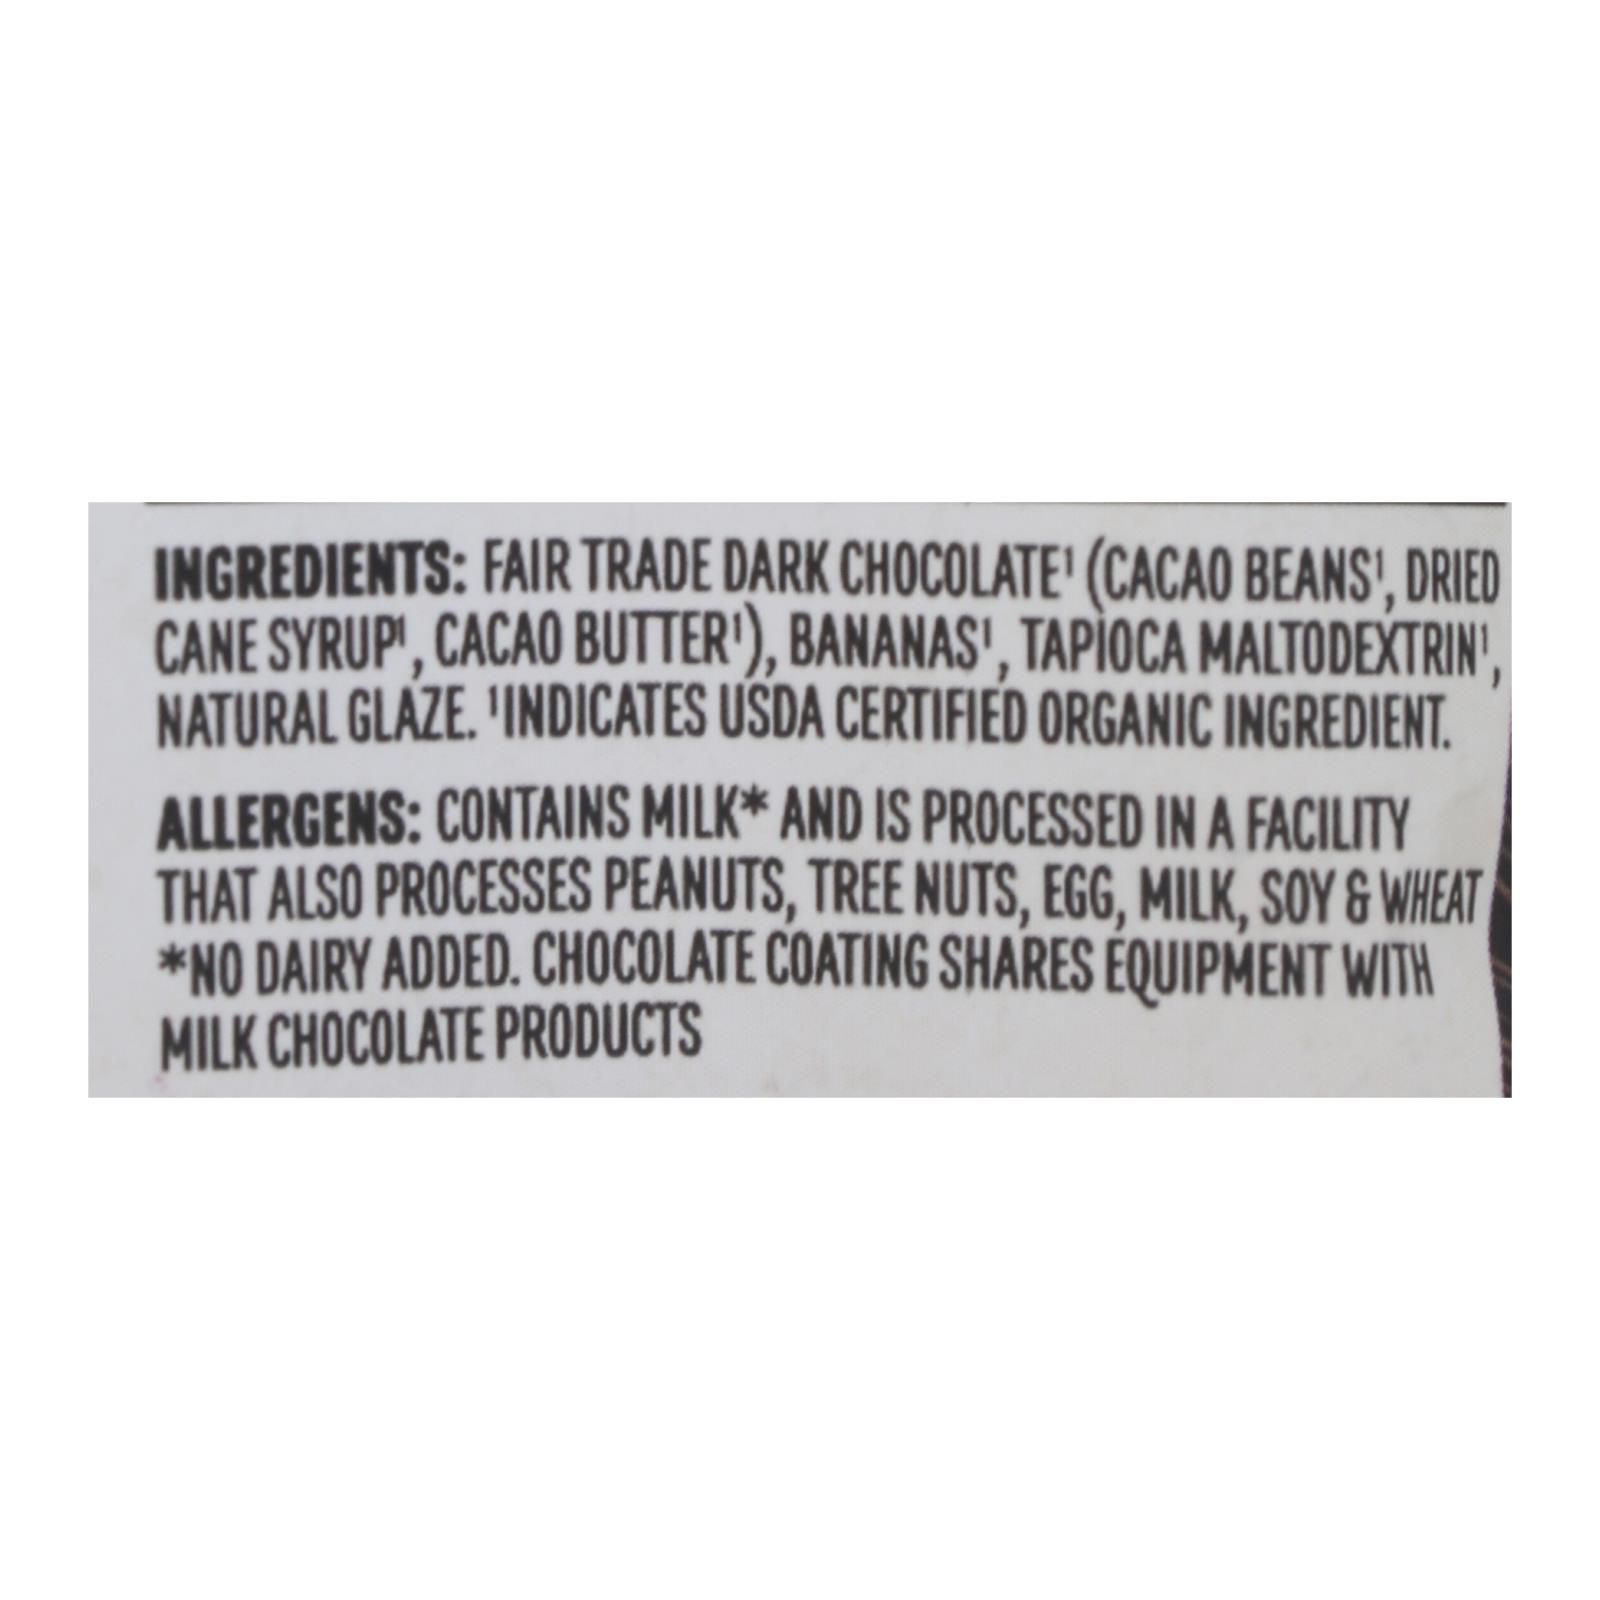 INGREDIENTS: FAIR TRADE DARK CHOCOLATE¹ (CACAO BEANS¹, DRIED
CANE SYRUP¹, CACAO BUTTER¹), BANANAS¹, TAPIOCA MALTODEXTRIN¹,
NATURAL GLAZE. ¹INDICATES USDA CERTIFIED ORGANIC INGREDIENT.
ALLERGENS: CONTAINS MILK* AND IS PROCESSED IN A FACILITY
THAT ALSO PROCESSES PEANUTS, TREE NUTS, EGG, MILK, SOY & WHEAT
*NO DAIRY ADDED. CHOCOLATE COATING SHARES EQUIPMENT WITH
MILK CHOCOLATE PRODUCTS